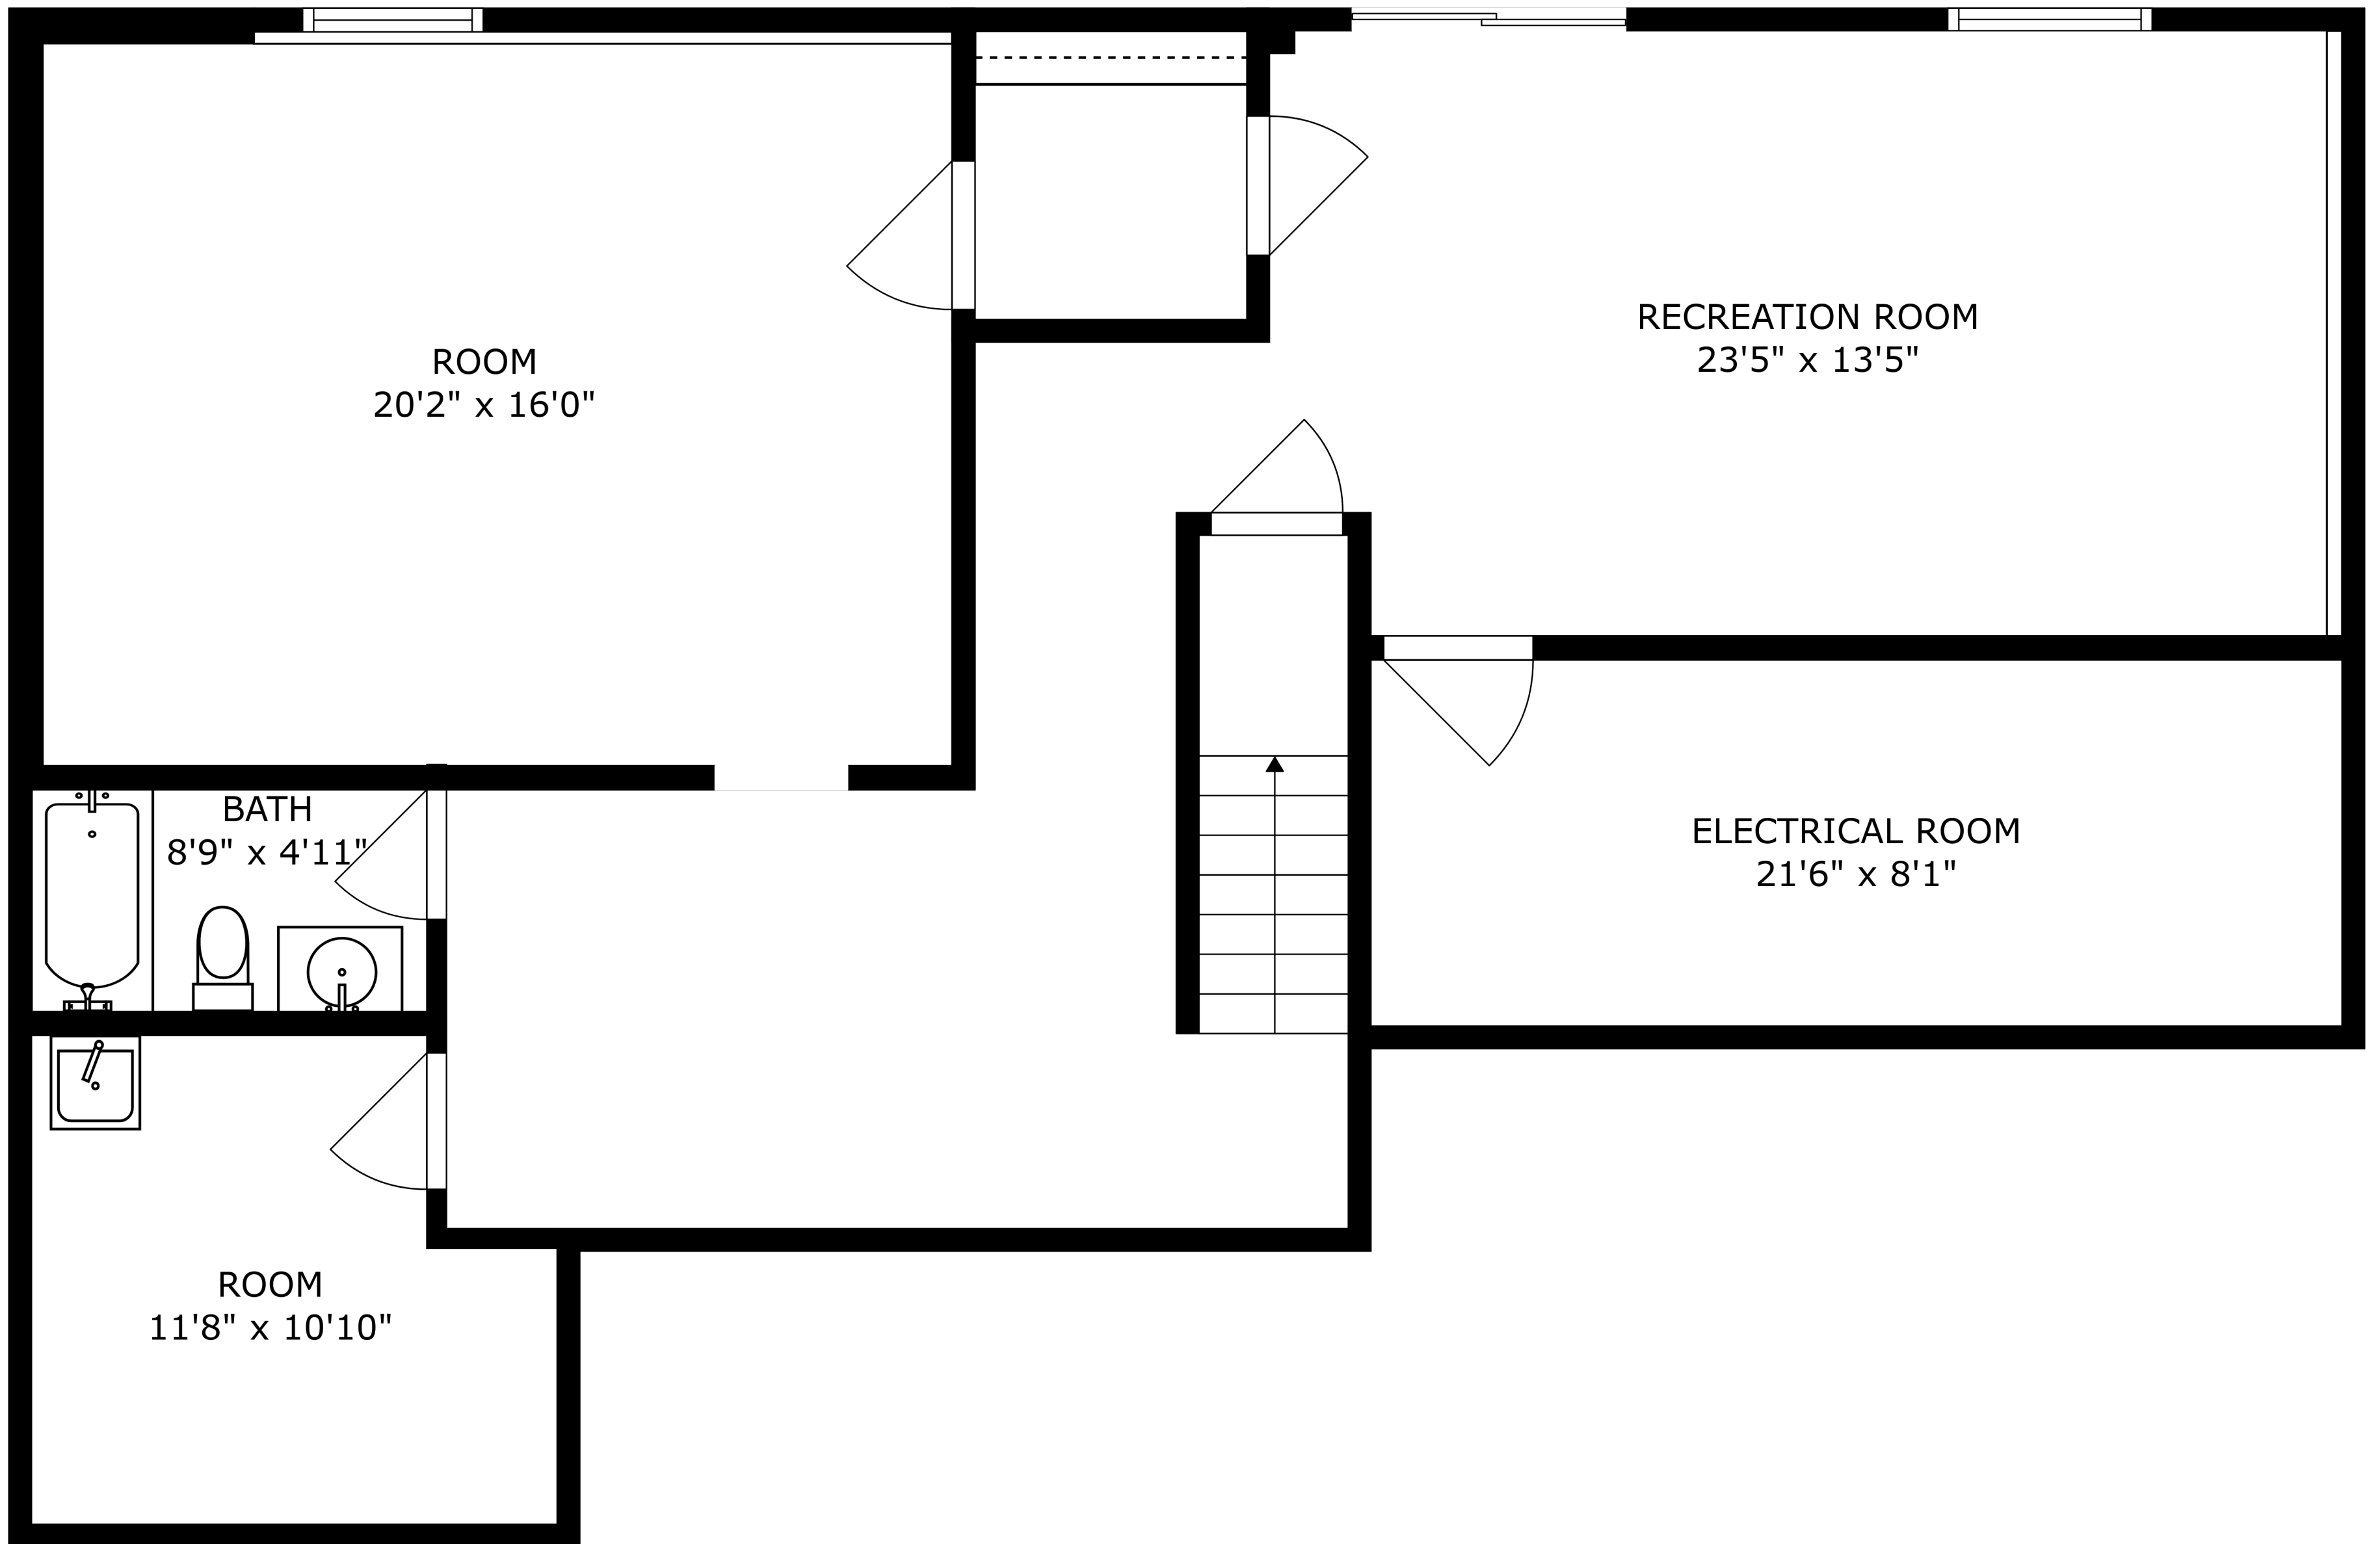 ROOM
20'2" x 16'0"
RECREATION ROOM
23'5" x 13'5"
BATH
8'9" x 4'11"
ELECTRICAL ROOM
21'6" x 8'1"
ROOM
11'8" x 10'10"